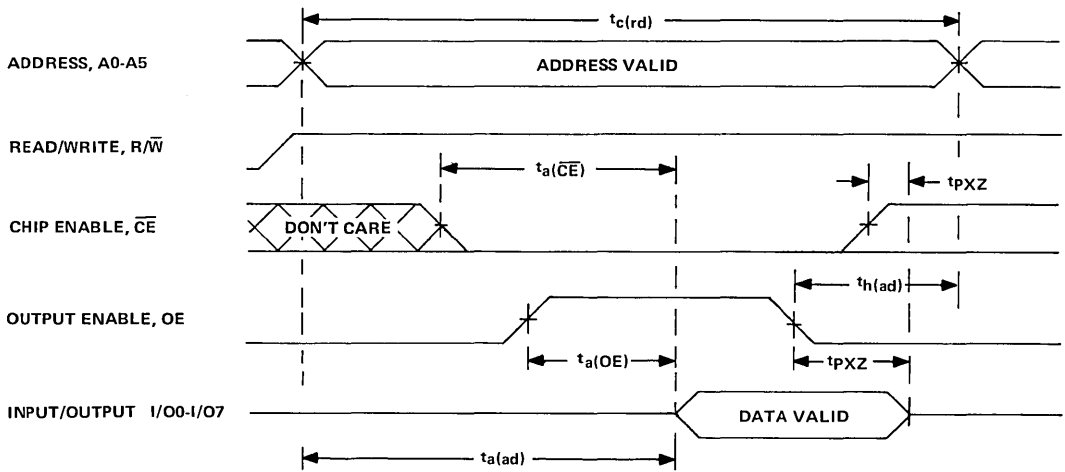 tc(rd)
ADDRESS, A0-A5
ADDRESS VALID
READ/WRITE, R/W̅
ta(C̅E̅)
tPXZ
CHIP ENABLE, C̅E̅
DON'T CARE
th(ad)
OUTPUT ENABLE, OE
ta(OE)
tPXZ
INPUT/OUTPUT I/O0-I/O7
DATA VALID
ta(ad)